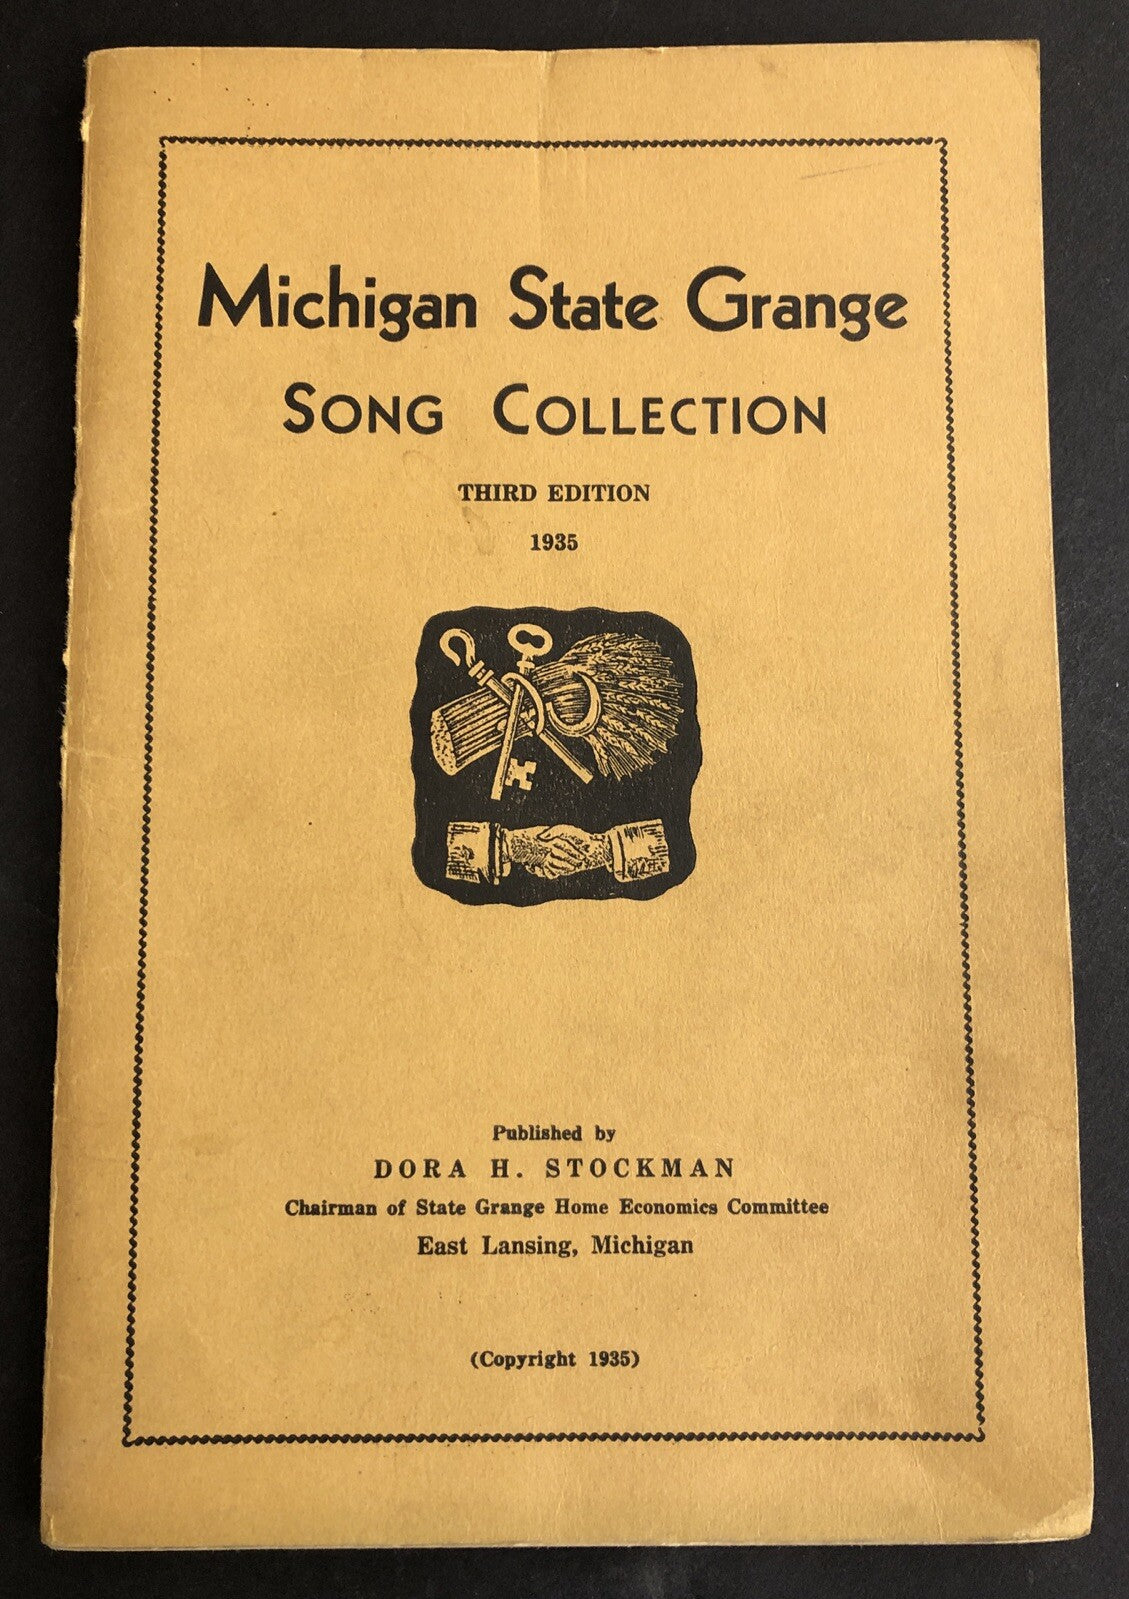 Michigan State Grange
SONG COLLECTION
THIRD EDITION
1935
Published by
DORA H. STOCKMAN
Chairman of State Grange Home Economics Committee
East Lansing, Michigan
(Copyright 1935)